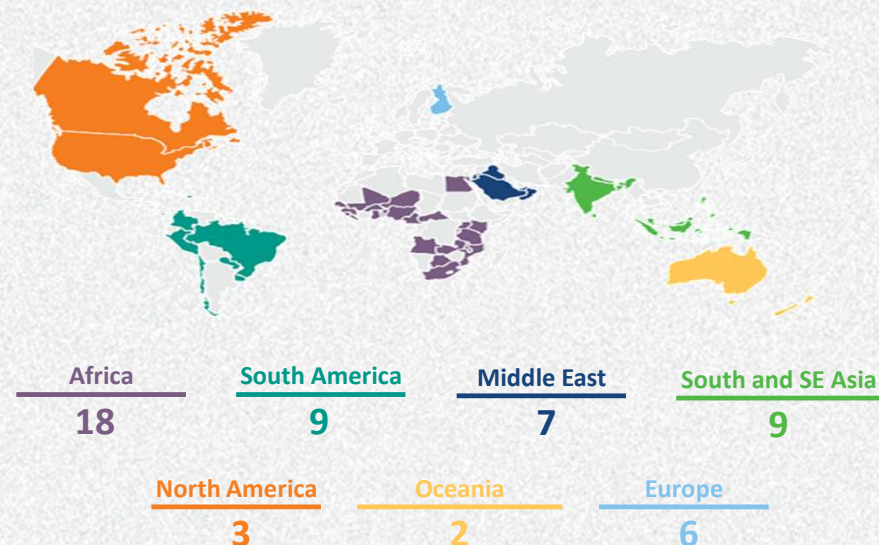 Africa
18
South America
9
Middle East
7
South and SE Asia
9
North America
3
Oceania
2
Europe
6